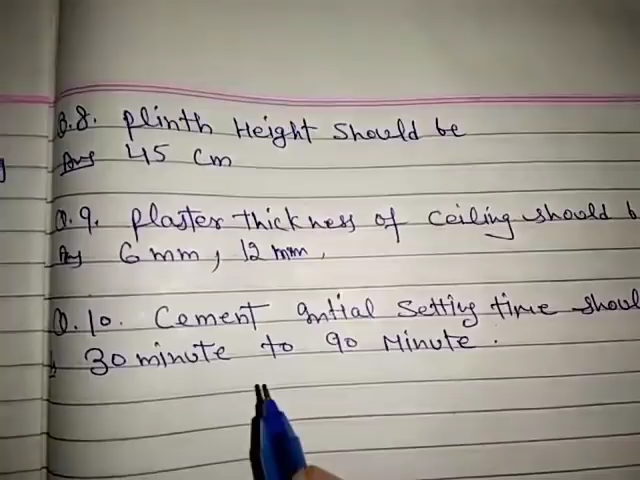 Q.8. Plinth Height should be
Ans 45 cm
Q.9. plaster thickness of ceiling should b
Ans 6 mm, 12 mm,
Q.10. Cement initial setting time shoul
30 minute to 90 Minute.